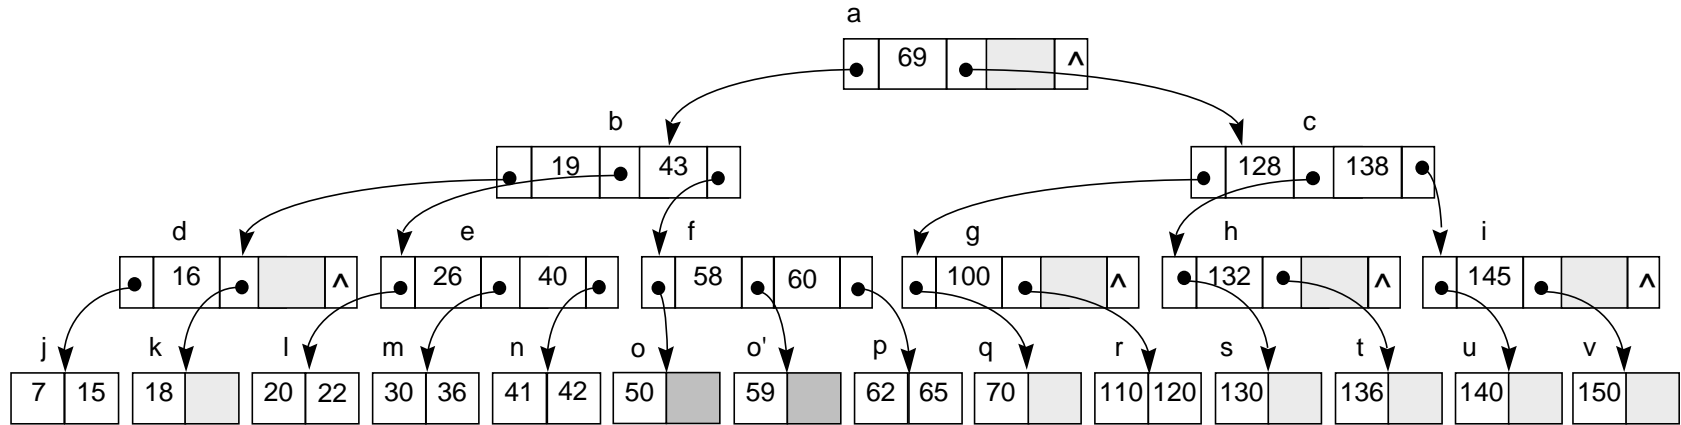 a
69 ^
b c
19 43 128 138
d e f g h i
16 ^ 26 40 58 60 100 ^ 132 ^ 145 ^
j k l m n o o' p q r s t u v
7 15 18 20 22 30 36 41 42 50 59 62 65 70 110 120 130 136 140 150